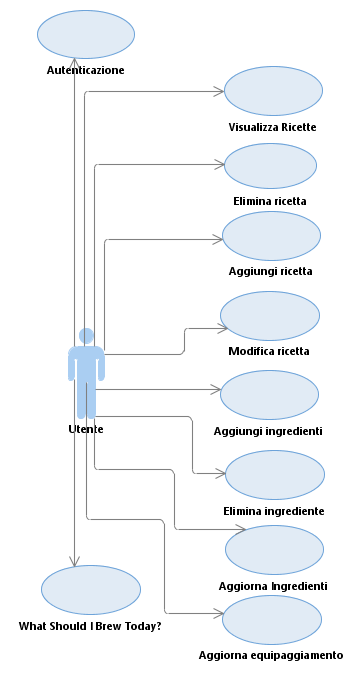 Autenticazione
Visualizza Ricette
Elimina ricetta
Aggiungi ricetta
Modifica ricetta
Utente
Aggiungi ingredienti
Elimina ingrediente
Aggiorna Ingredienti
What Should I Brew Today?
Aggiorna equipaggiamento